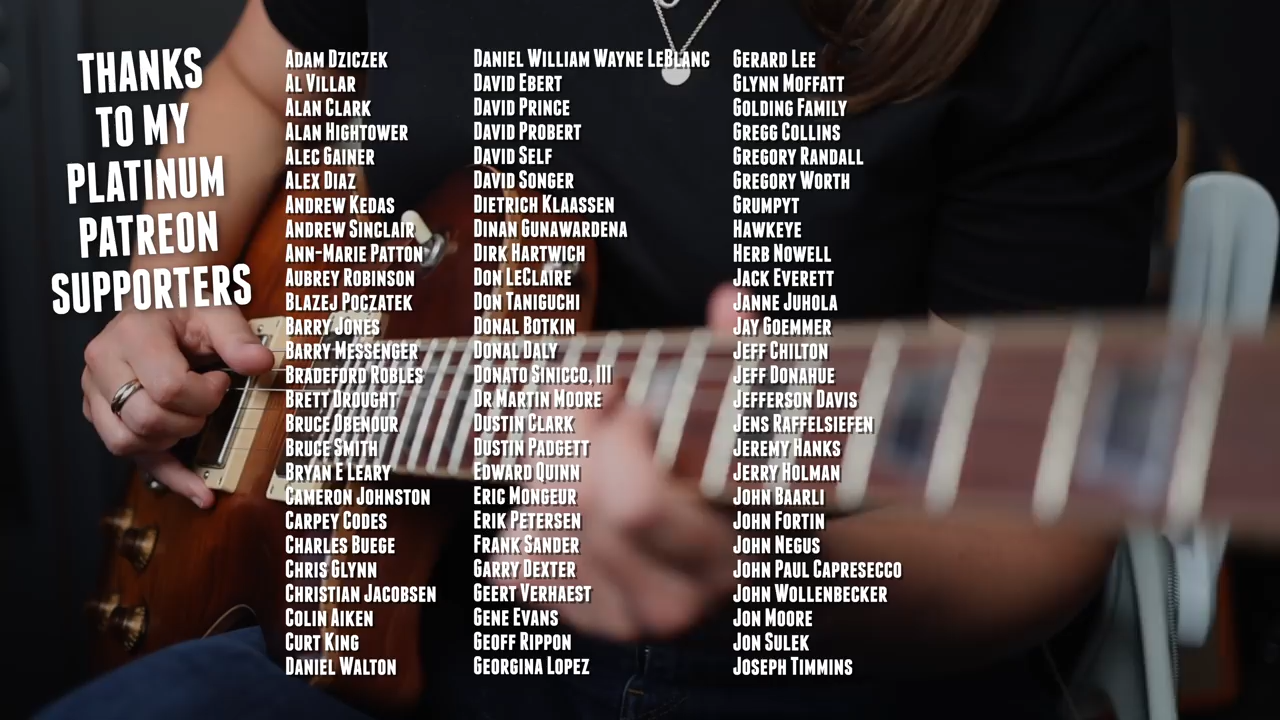 THANKS
TO MY
PLATINUM
PATREON
SUPPORTERS
ADAM DZICZEK
AL VILLAR
ALAN CLARK
ALAN HIGHTOWER
ALEC GAINER
ALEX DIAZ
ANDREW KEDAS
ANDREW SINCLAIR
ANN-MARIE PATTON
AUBREY ROBINSON
BLAZEJ POCZATEK
BARRY JONES
BARRY MESSENGER
BRADEFORD ROBLES
BRETT DROUGHT
BRUCE OBENOUR
BRUCE SMITH
BRYAN E LEARY
CAMERON JOHNSTON
CARPEY CODES
CHARLES BUEGE
CHRIS GLYNN
CHRISTIAN JACOBSEN
COLIN AIKEN
CURT KING
DANIEL WALTON
DANIEL WILLIAM WAYNE LEBLANC
DAVID EBERT
DAVID PRINCE
DAVID PROBERT
DAVID SELF
DAVID SONGER
DIETRICH KLAASSEN
DINAN GUNAWARDENA
DIRK HARTWICH
DON LECLAIRE
DON TANIGUCHI
DONAL BOTKIN
DONAL DALY
DONATO SINICCO, III
DR MARTIN MOORE
DUSTIN CLARK
DUSTIN PADGETT
EDWARD QUINN
ERIC MONGEUR
ERIK PETERSEN
FRANK SANDER
GARRY DEXTER
GEERT VERHAEST
GENE EVANS
GEOFF RIPPON
GEORGINA LOPEZ
GERARD LEE
GLYNN MOFFATT
GOLDING FAMILY
GREGG COLLINS
GREGORY RANDALL
GREGORY WORTH
GRUMPYT
HAWKEYE
HERB NOWELL
JACK EVERETT
JANNE JUHOLA
JAY GOEMMER
JEFF CHILTON
JEFF DONAHUE
JEFFERSON DAVIS
JENS RAFFELSIEFEN
JEREMY HANKS
JERRY HOLMAN
JOHN BAARLI
JOHN FORTIN
JOHN NEGUS
JOHN PAUL CAPRESECCO
JOHN WOLLENBECKER
JON MOORE
JON SULEK
JOSEPH TIMMINS